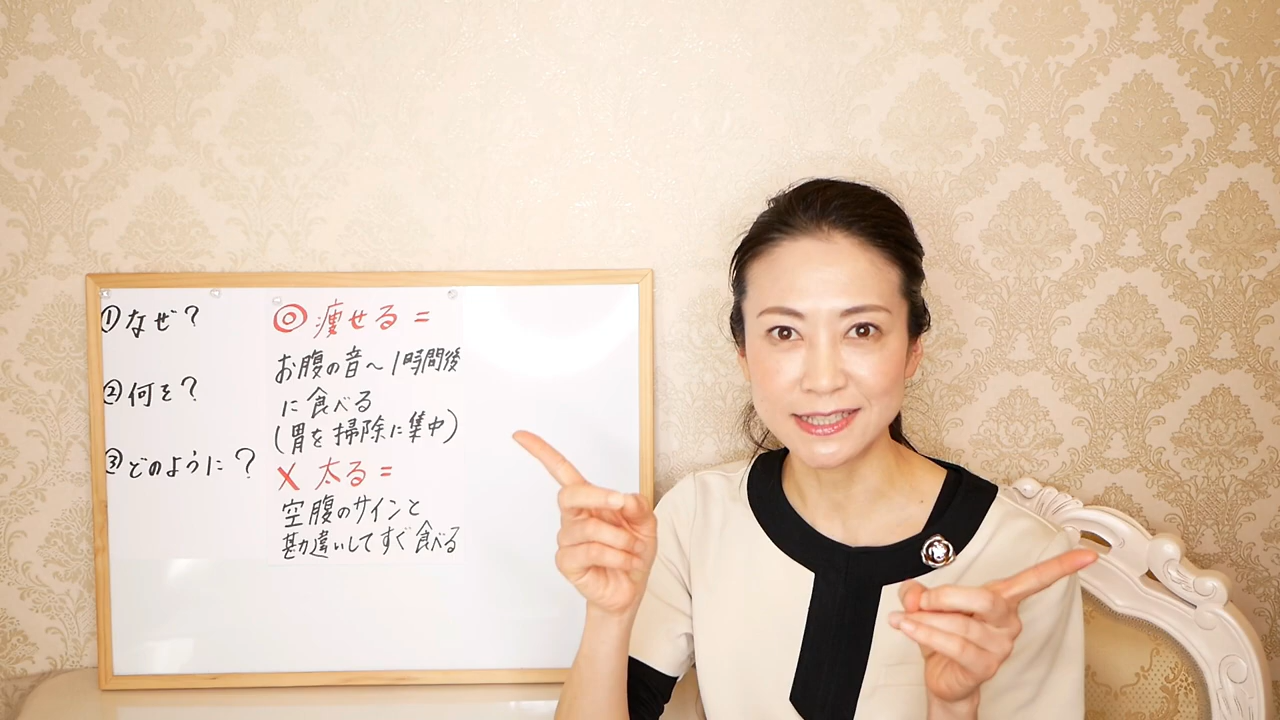 ①なぜ?
②何を?
③どのように?
◎痩せる=
お腹の音〜1時間後
に食べる
(胃を掃除に集中)
×太る=
空腹のサインと
勘違いしてすぐ食べる